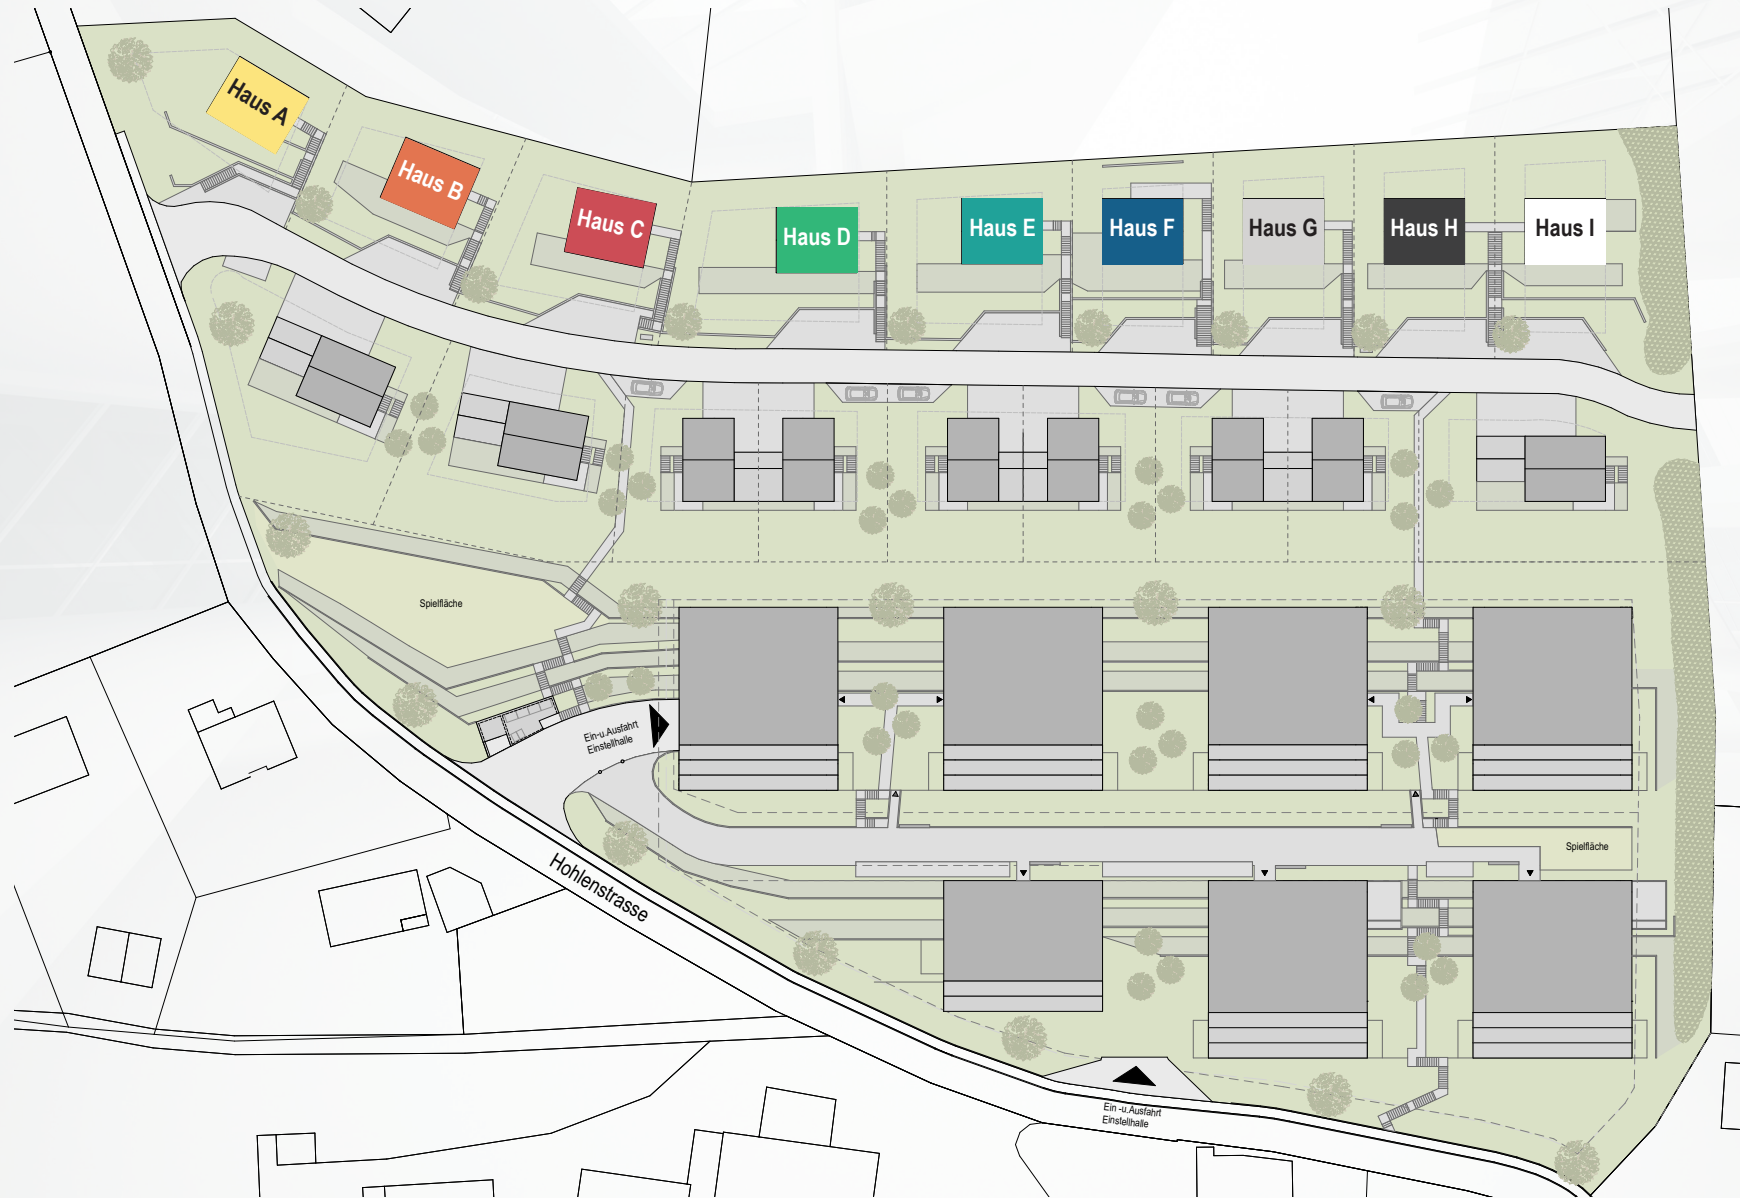 Haus A
Haus B
Haus C
Haus D
Haus E
Haus F
Haus G
Haus H
Haus I
Spielfläche
Ein-u.Ausfahrt
Einstellhalle
Spielfläche
Hohlenstrasse
Ein -u.Ausfahrt
Einstellhalle